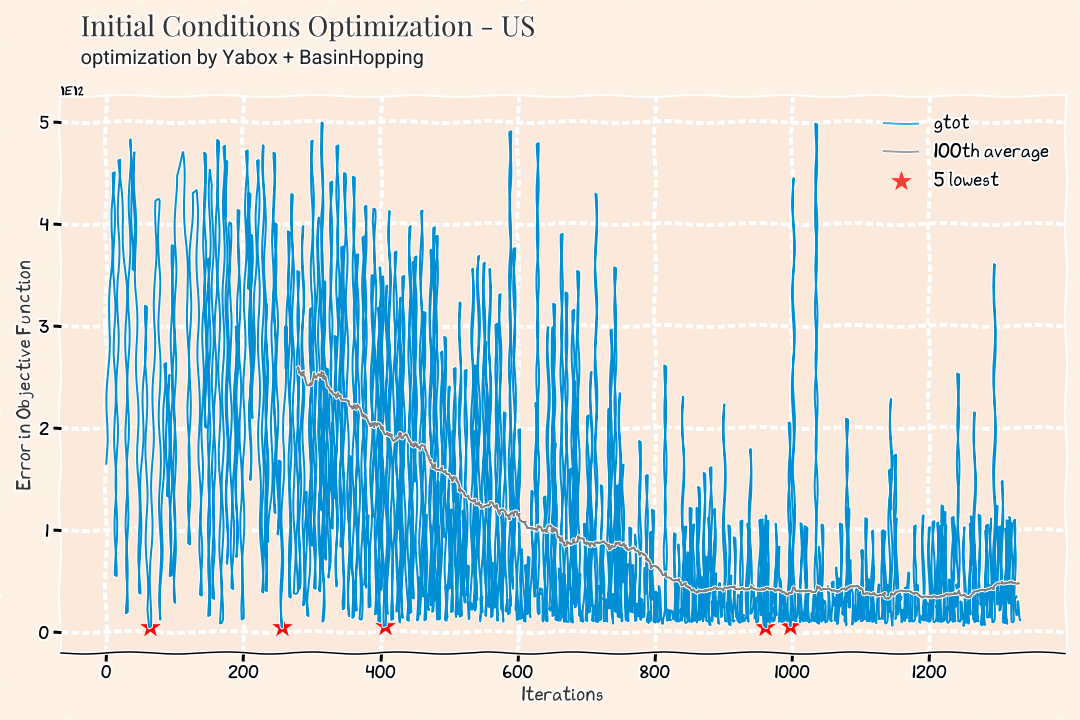 Initial Conditions Optimization - US
optimization by Yabox + BasinHopping
1E12
5
4
3
2
1
0
Error in Objective Function
gtot
100th average
5 lowest
0 200 400 600 800 1000 1200
Iterations